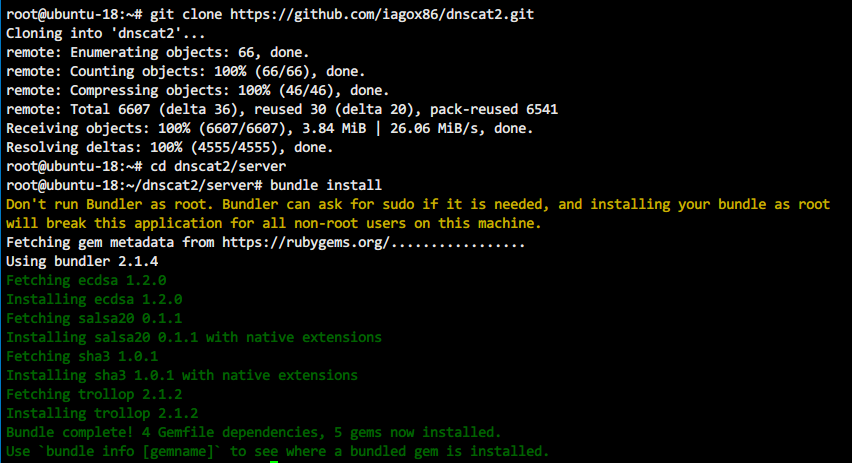 root@ubuntu-18:~# git clone https://github.com/iagox86/dnscat2.git
Cloning into 'dnscat2'...
remote: Enumerating objects: 66, done.
remote: Counting objects: 100% (66/66), done.
remote: Compressing objects: 100% (46/46), done.
remote: Total 6607 (delta 36), reused 30 (delta 20), pack-reused 6541
Receiving objects: 100% (6607/6607), 3.84 MiB | 26.06 MiB/s, done.
Resolving deltas: 100% (4555/4555), done.
root@ubuntu-18:~# cd dnscat2/server
root@ubuntu-18:~/dnscat2/server# bundle install
Don't run Bundler as root. Bundler can ask for sudo if it is needed, and installing your bundle as root
will break this application for all non-root users on this machine.
Fetching gem metadata from https://rubygems.org/.................
Using bundler 2.1.4
Fetching ecdsa 1.2.0
Installing ecdsa 1.2.0
Fetching salsa20 0.1.1
Installing salsa20 0.1.1 with native extensions
Fetching sha3 1.0.1
Installing sha3 1.0.1 with native extensions
Fetching trollop 2.1.2
Installing trollop 2.1.2
Bundle complete! 4 Gemfile dependencies, 5 gems now installed.
Use `bundle info [gemname]` to see where a bundled gem is installed.